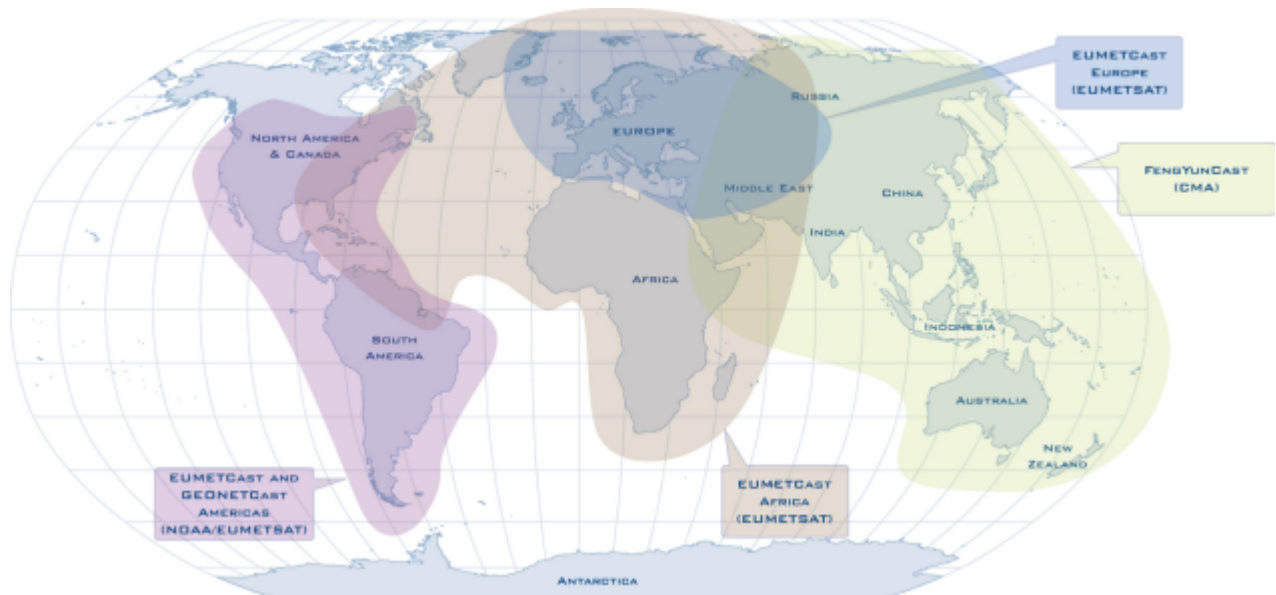 EUMETCast
Europe
(EUMETSAT)
Russia
North America
& Canada
Europe
FengYunCast
(CMA)
Middle East
China
India
Africa
Indonesia
South
America
Australia
New
Zealand
EUMETCast and
GEONETCast
Americas
(NOAA/EUMETSAT)
EUMETCast
Africa
(EUMETSAT)
Antarctica